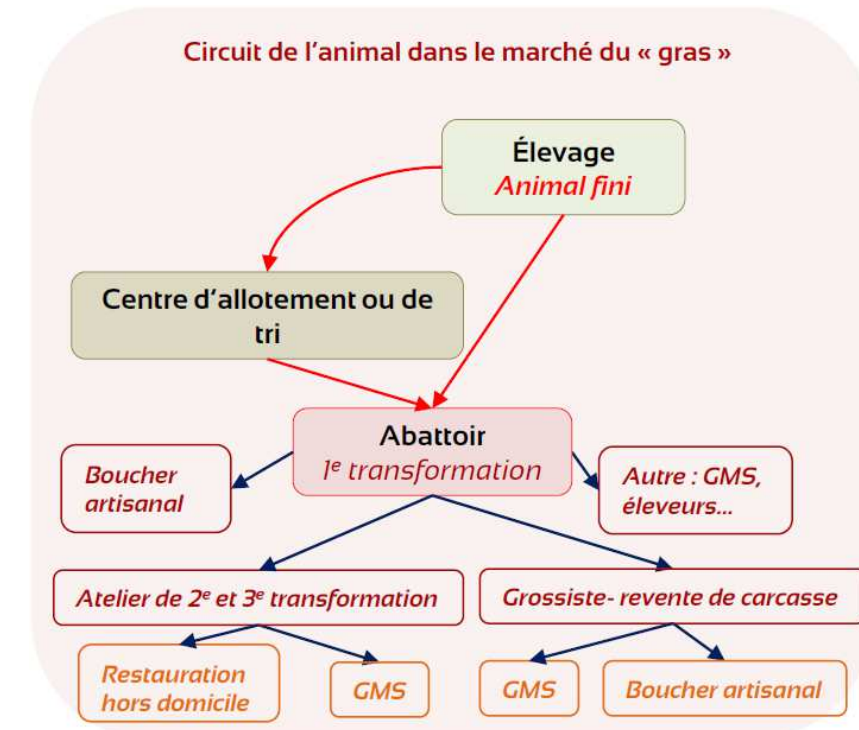 Circuit de l'animal dans le marché du « gras »
Élevage
Animal fini
Centre d'allotement ou de
tri
Abattoir
1e transformation
Boucher
artisanal
Autre : GMS,
éleveurs...
Atelier de 2e et 3e transformation
Grossiste- revente de carcasse
Restauration
hors domicile
GMS
GMS
Boucher artisanal